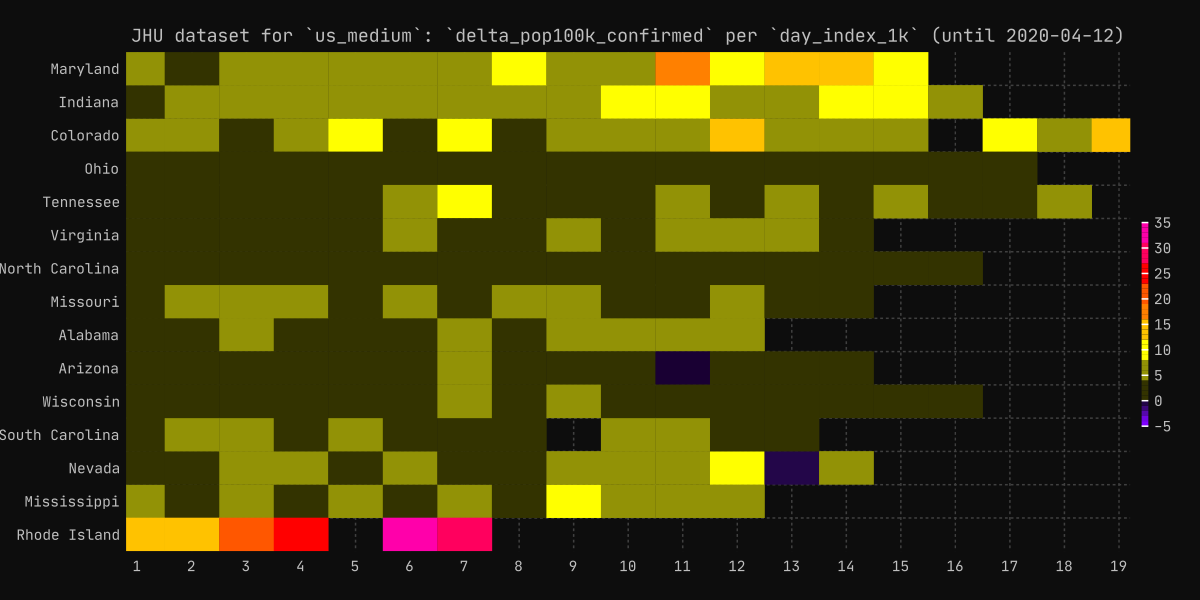 JHU dataset for `us_medium`: `delta_pop100k_confirmed` per `day_index_1k` (until 2020-04-12)
Maryland
Indiana
Colorado
Ohio
Tennessee
Virginia
North Carolina
Missouri
Alabama
Arizona
Wisconsin
South Carolina
Nevada
Mississippi
Rhode Island
1 2 3 4 5 6 7 8 9 10 11 12 13 14 15 16 17 18 19
35
30
25
20
15
10
5
0
-5